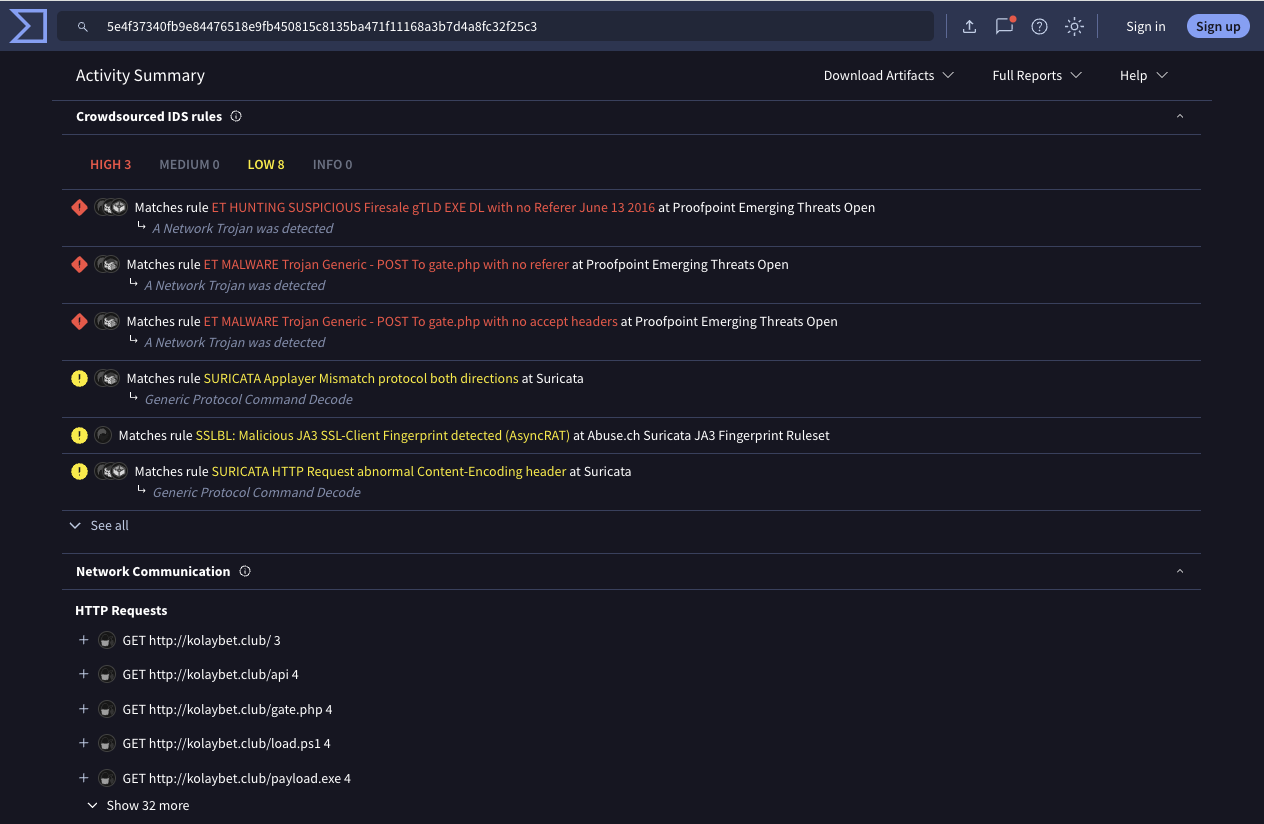 5e4f37340fb9e84476518e9fb450815c8135ba471f11168a3b7d4a8fc32f25c3
Sign in
Sign up
Activity Summary
Download Artifacts
Full Reports
Help
Crowdsourced IDS rules
HIGH 3 MEDIUM 0 LOW 8 INFO 0
Matches rule ET HUNTING SUSPICIOUS Firesale gTLD EXE DL with no Referer June 13 2016 at Proofpoint Emerging Threats Open
↳ A Network Trojan was detected
Matches rule ET MALWARE Trojan Generic - POST To gate.php with no referer at Proofpoint Emerging Threats Open
↳ A Network Trojan was detected
Matches rule ET MALWARE Trojan Generic - POST To gate.php with no accept headers at Proofpoint Emerging Threats Open
↳ A Network Trojan was detected
Matches rule SURICATA Applayer Mismatch protocol both directions at Suricata
↳ Generic Protocol Command Decode
Matches rule SSLBL: Malicious JA3 SSL-Client Fingerprint detected (AsyncRAT) at Abuse.ch Suricata JA3 Fingerprint Ruleset
Matches rule SURICATA HTTP Request abnormal Content-Encoding header at Suricata
↳ Generic Protocol Command Decode
See all
Network Communication
HTTP Requests
+ GET http://kolaybet.club/ 3
+ GET http://kolaybet.club/api 4
+ GET http://kolaybet.club/gate.php 4
+ GET http://kolaybet.club/load.ps1 4
+ GET http://kolaybet.club/payload.exe 4
Show 32 more